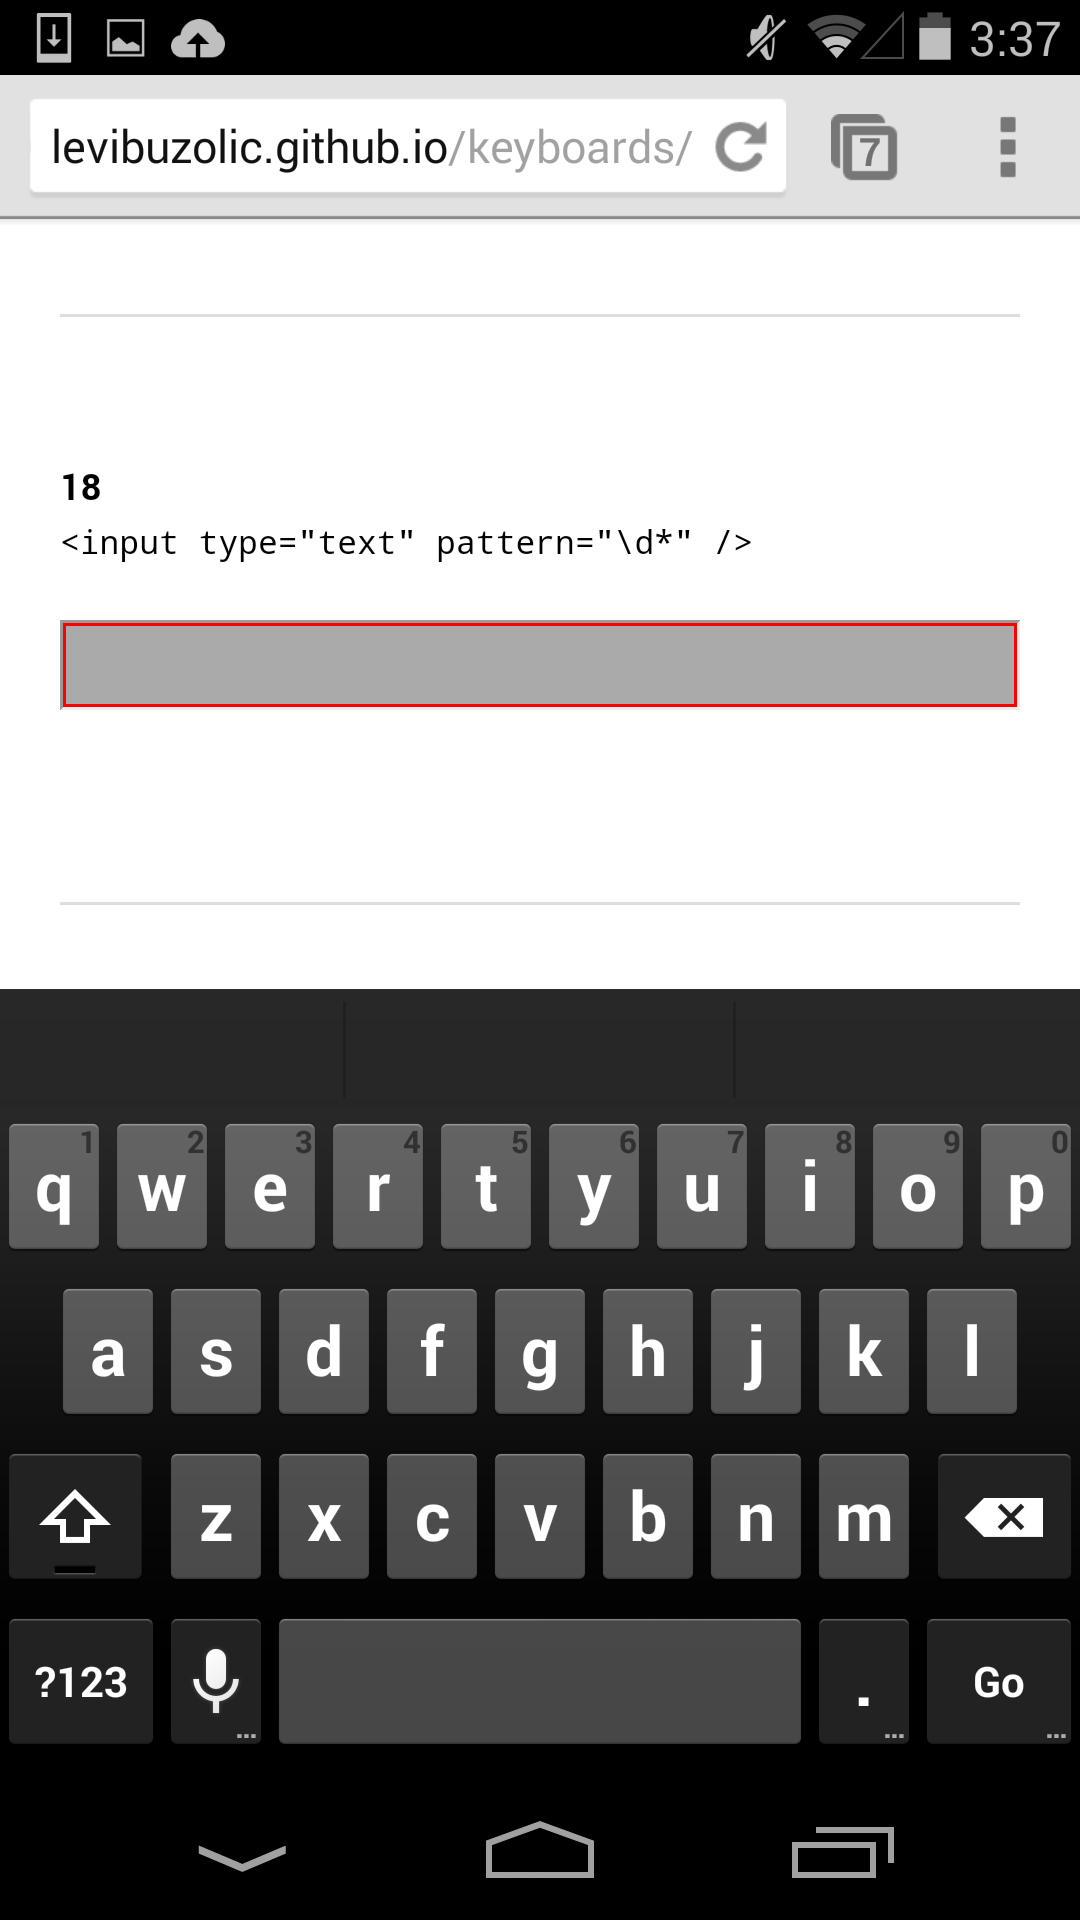 3:37
levibuzolic.github.io/keyboards/
7
18
<input type="text" pattern="\d*" />
1 2 3 4 5 6 7 8 9 0
q w e r t y u i o p
a s d f g h j k l
z x c v b n m
?123 . Go